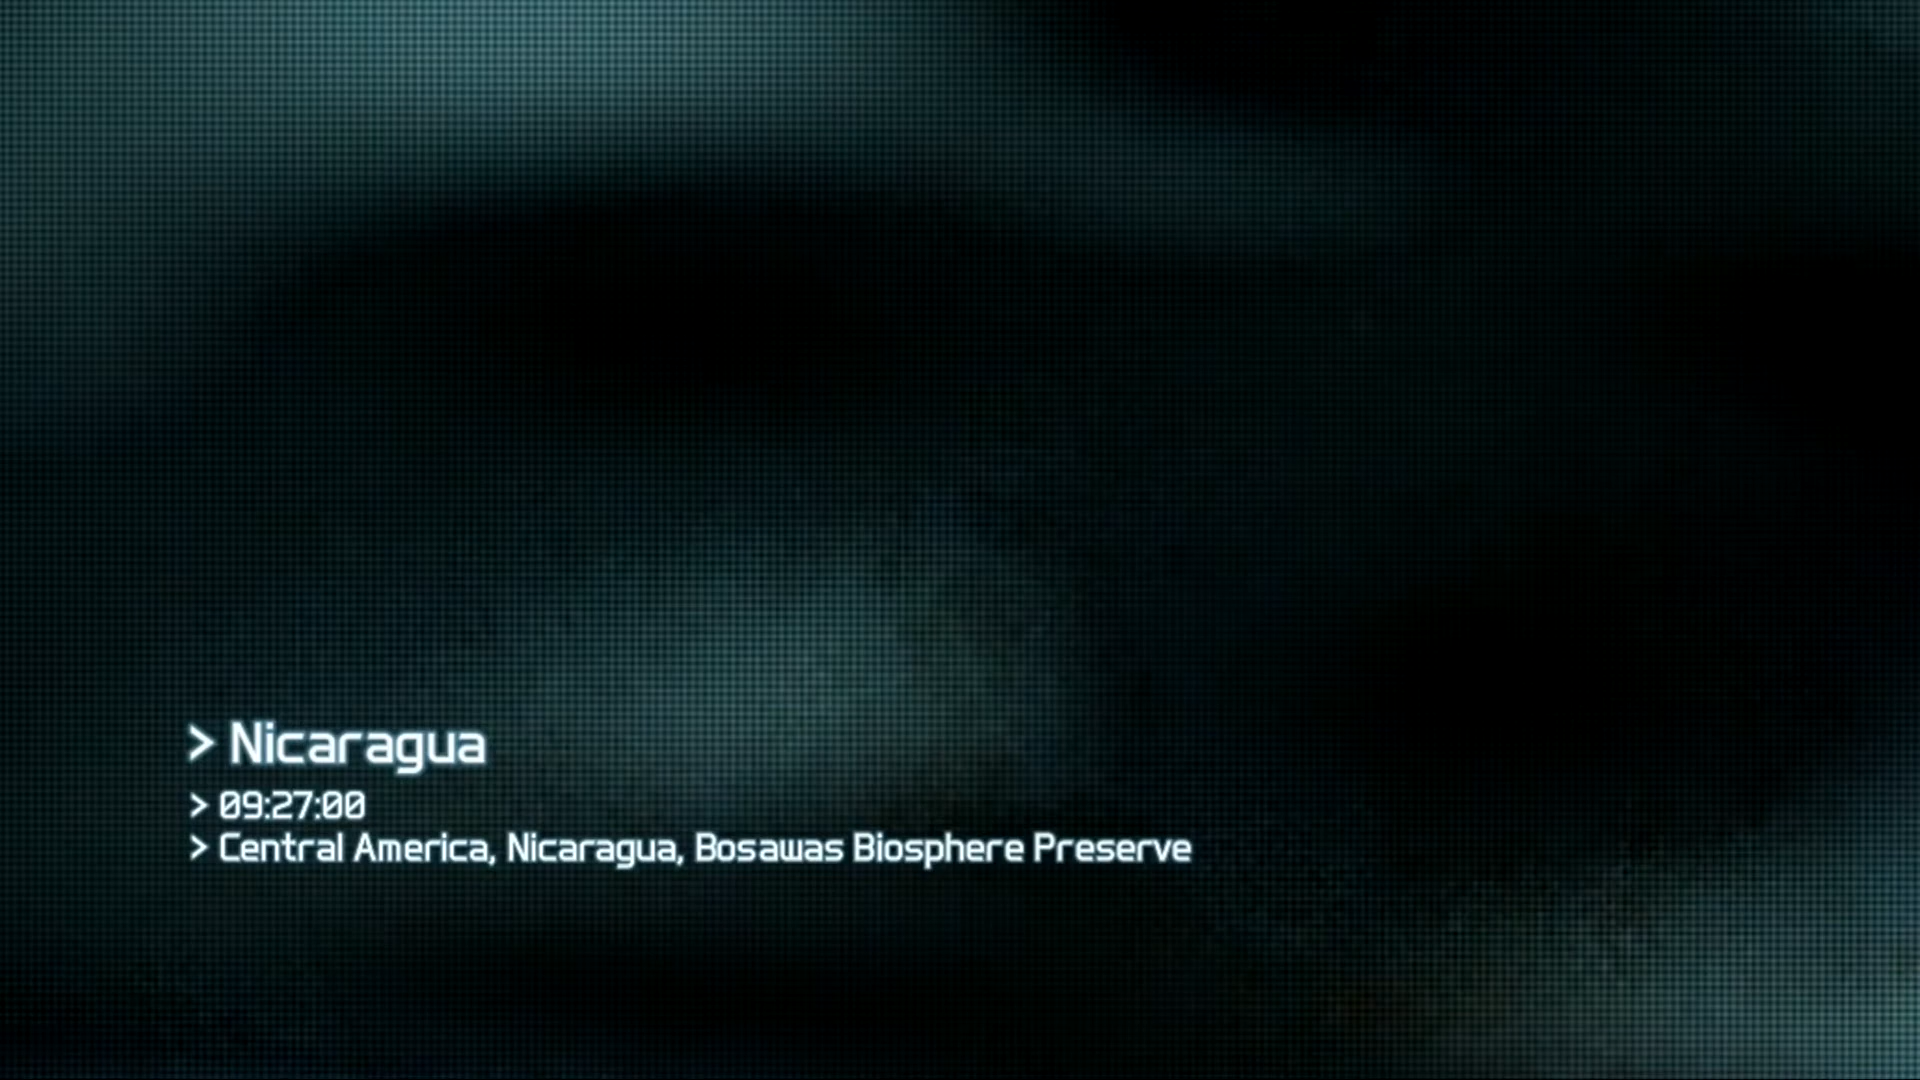 > Nicaragua
> 09:27:00
> Central America, Nicaragua, Bosawas Biosphere Preserve